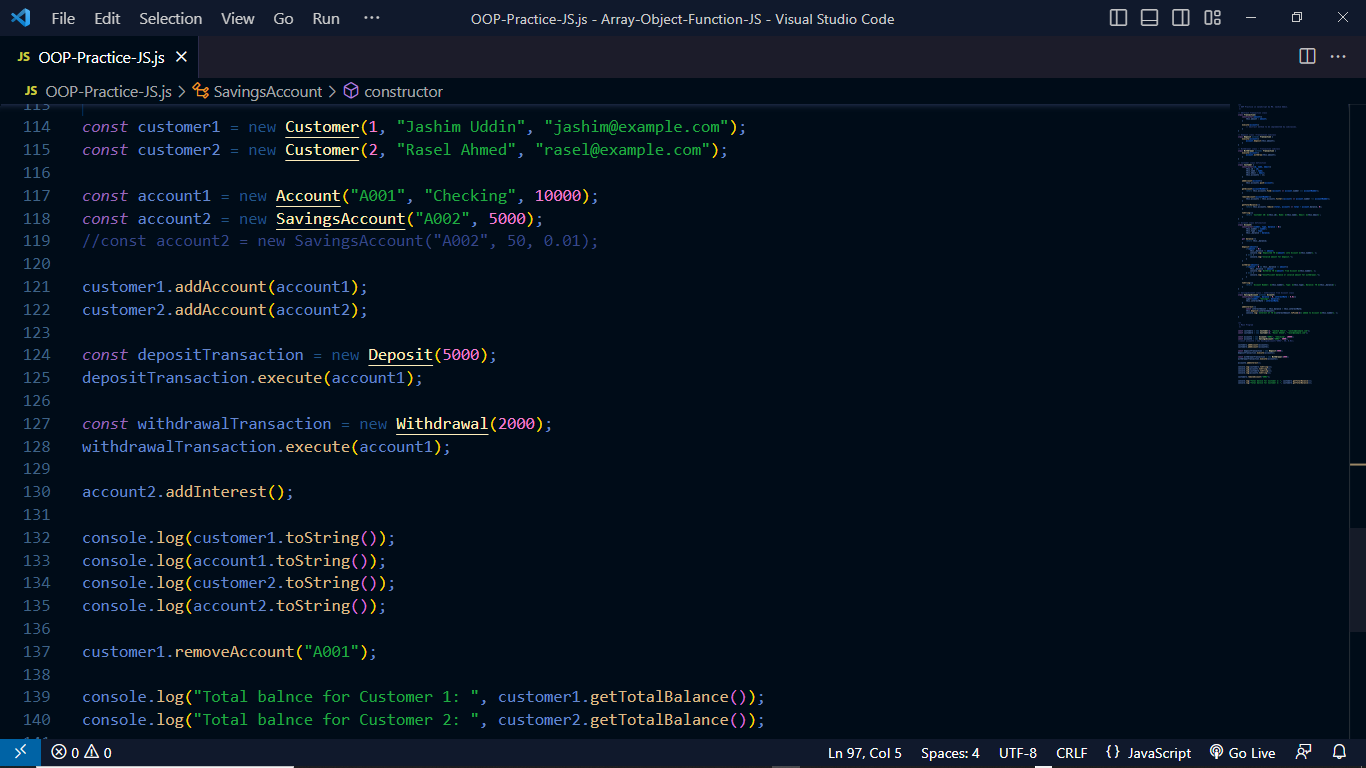 File Edit Selection View Go Run ··· OOP-Practice-JS.js - Array-Object-Function-JS - Visual Studio Code
JS OOP-Practice-JS.js
JS OOP-Practice-JS.js > SavingsAccount > constructor
113
114 const customer1 = new Customer(1, "Jashim Uddin", "jashim@example.com");
115 const customer2 = new Customer(2, "Rasel Ahmed", "rasel@example.com");
116
117 const account1 = new Account("A001", "Checking", 10000);
118 const account2 = new SavingsAccount("A002", 5000);
119 //const account2 = new SavingsAccount("A002", 50, 0.01);
120
121 customer1.addAccount(account1);
122 customer2.addAccount(account2);
123
124 const depositTransaction = new Deposit(5000);
125 depositTransaction.execute(account1);
126
127 const withdrawalTransaction = new Withdrawal(2000);
128 withdrawalTransaction.execute(account1);
129
130 account2.addInterest();
131
132 console.log(customer1.toString());
133 console.log(account1.toString());
134 console.log(customer2.toString());
135 console.log(account2.toString());
136
137 customer1.removeAccount("A001");
138
139 console.log("Total balnce for Customer 1: ", customer1.getTotalBalance());
140 console.log("Total balnce for Customer 2: ", customer2.getTotalBalance());
0 0 Ln 97, Col 5 Spaces: 4 UTF-8 CRLF {} JavaScript Go Live